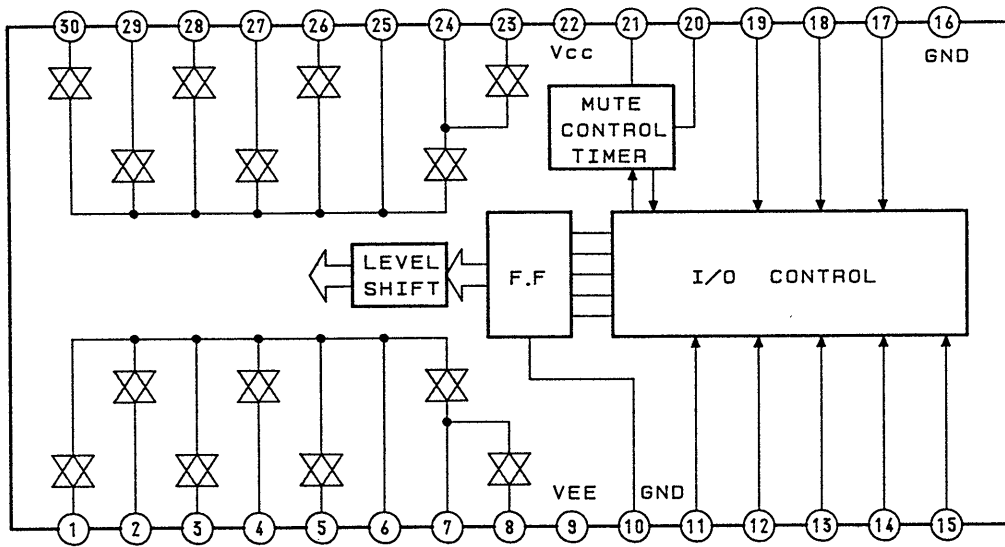 30 29 28 27 26 25 24 23 22 21 20 19 18 17 16
Vcc
GND
MUTE
CONTROL
TIMER
LEVEL
SHIFT
F.F
I/O CONTROL
VEE
GND
1 2 3 4 5 6 7 8 9 10 11 12 13 14 15